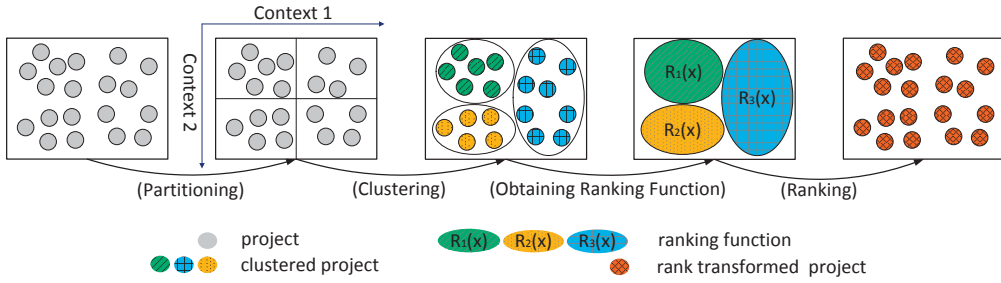 Context 1
Context 2
R1(x)
R2(x)
R3(x)
(Partitioning)
(Clustering)
(Obtaining Ranking Function)
(Ranking)
project
R1(x) R2(x) R3(x) ranking function
clustered project
rank transformed project